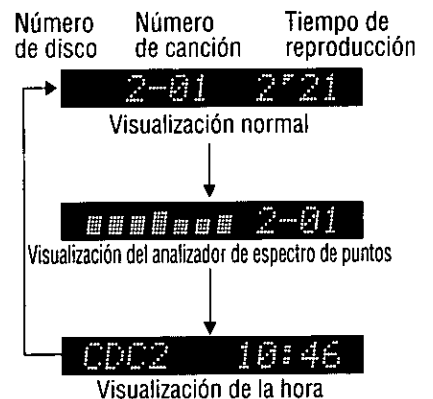 Número Número Tiempo de
de disco de canción reproducción
2-01 2'21
Visualización normal
2-01
Visualización del analizador de espectro de puntos
CDC2 10:46
Visualización de la hora